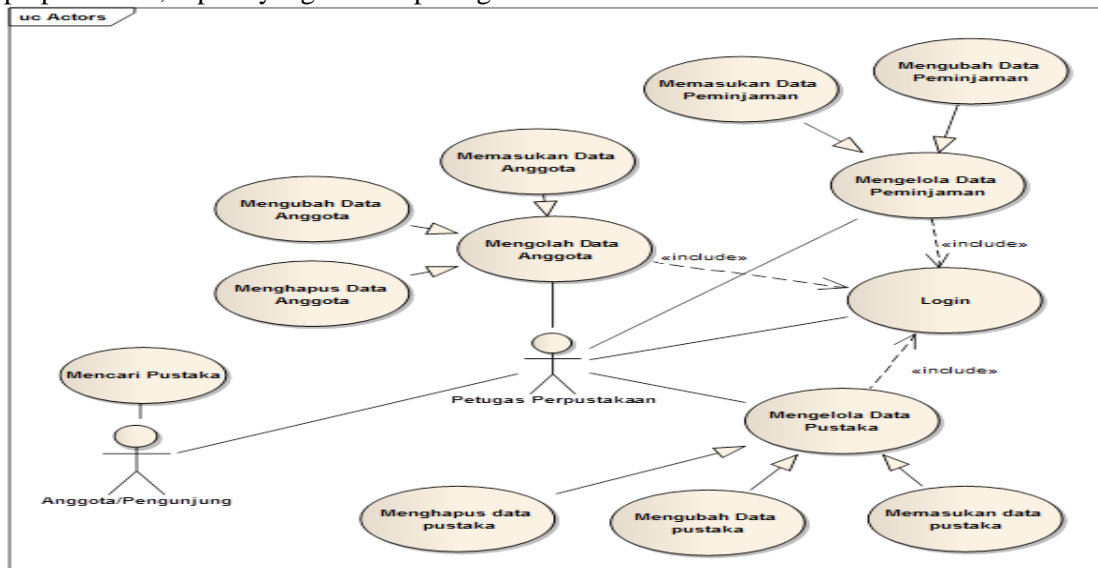 uc Actors
Memasukan Data
Peminjaman
Mengubah Data
Peminjaman
Memasukan Data
Anggota
Mengelola Data
Peminjaman
Mengubah Data
Anggota
Mengolah Data
Anggota
«include»
«include»
Menghapus Data
Anggota
Login
Mencari Pustaka
«include»
Petugas Perpustakaan
Mengelola Data
Pustaka
Anggota/Pengunjung
Menghapus data
pustaka
Mengubah Data
pustaka
Memasukan data
pustaka